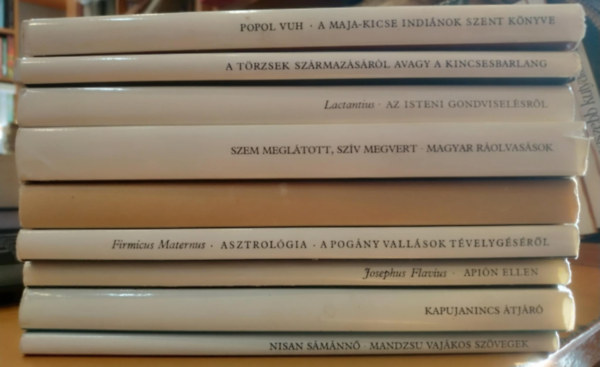 POPOL VUH · A MAJA-KICSE INDIÁNOK SZENT KÖNYVE
A TÖRZSEK SZÁRMAZÁSÁRÓL AVAGY A KINCSESBARLANG
Lactantius · AZ ISTENI GONDVISELÉSRŐL
SZEM MEGLÁTOTT, SZÍV MEGVERT · MAGYAR RÁOLVASÁSOK
Firmicus Maternus · ASZTROLÓGIA · A POGÁNY VALLÁSOK TÉVELYGÉSÉRŐL
Josephus Flavius · APIÓN ELLEN
KAPUJANINCS ÁTJÁRÓ
NISAN SÁMÁNNŐ · MANDZSU VAJÁKOS SZÖVEGEK